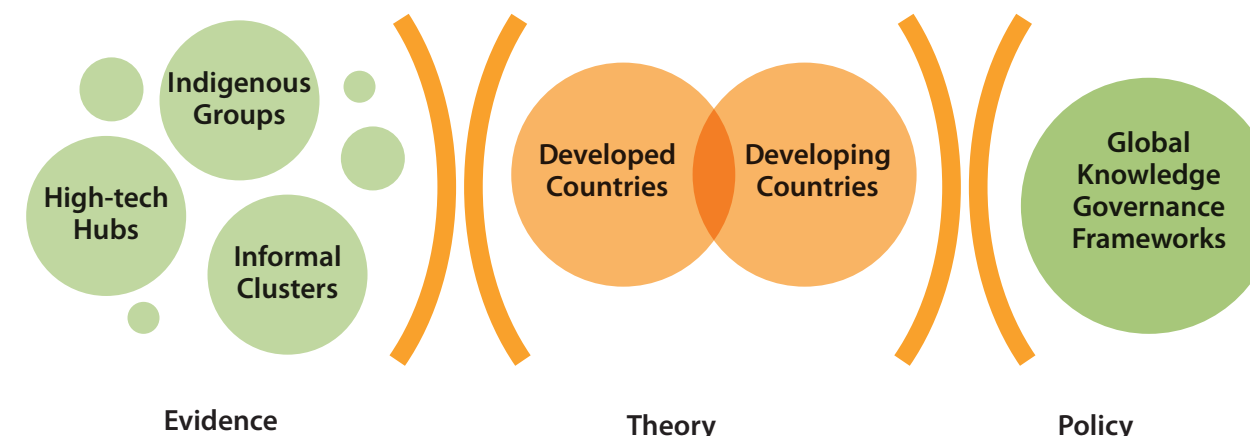 Indigenous
Groups
High-tech
Hubs
Informal
Clusters
Developed
Countries
Developing
Countries
Global
Knowledge
Governance
Frameworks
Evidence
Theory
Policy